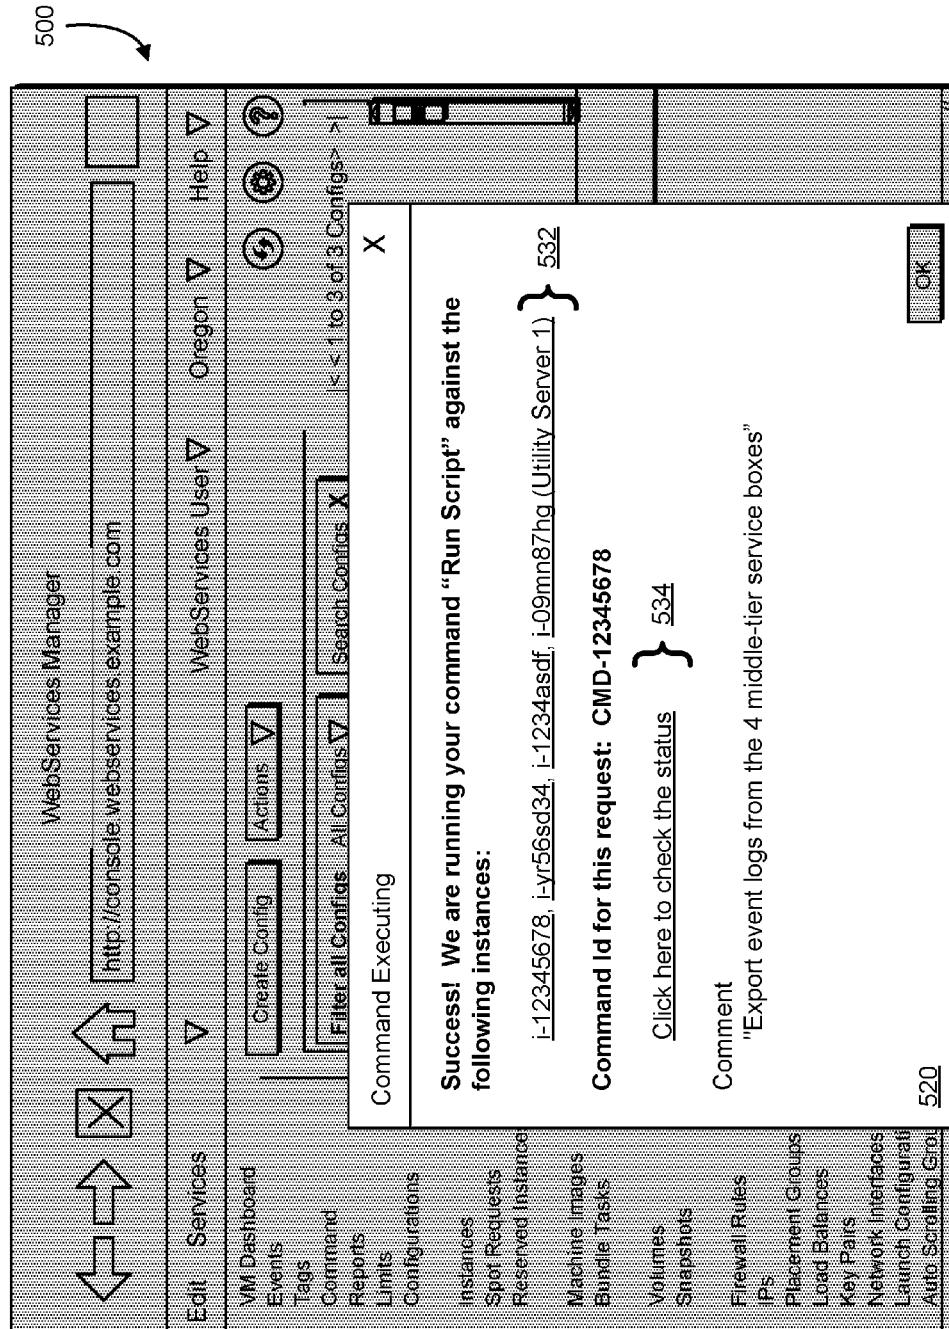 500
WebServices Manager
http://console.webservices.example.com
Edit Services WebServices User Oregon Help
VM Dashboard
Events
Tags
Command
Reports
Limits
Configurations
Instances
Spot Requests
Reserved Instance
Machine Images
Bundle Tasks
Volumes
Snapshots
Firewall Rules
IPs
Placement Groups
Load Balances
Key Pairs
Network Interfaces
Launch Configurati
Auto Scrolling Grou
Create Config Actions ?
Filter all Configs All Configs Search Configs X |< < 1 to 3 of 3 Configs> >|
Command Executing X
Success! We are running your command “Run Script” against the
following instances:
i-12345678, i-yr56sd34, i-1234asdf, i-09mn87hg (Utility Server 1) 532
Command Id for this request: CMD-12345678
Click here to check the status 534
Comment
"Export event logs from the 4 middle-tier service boxes”
OK
520